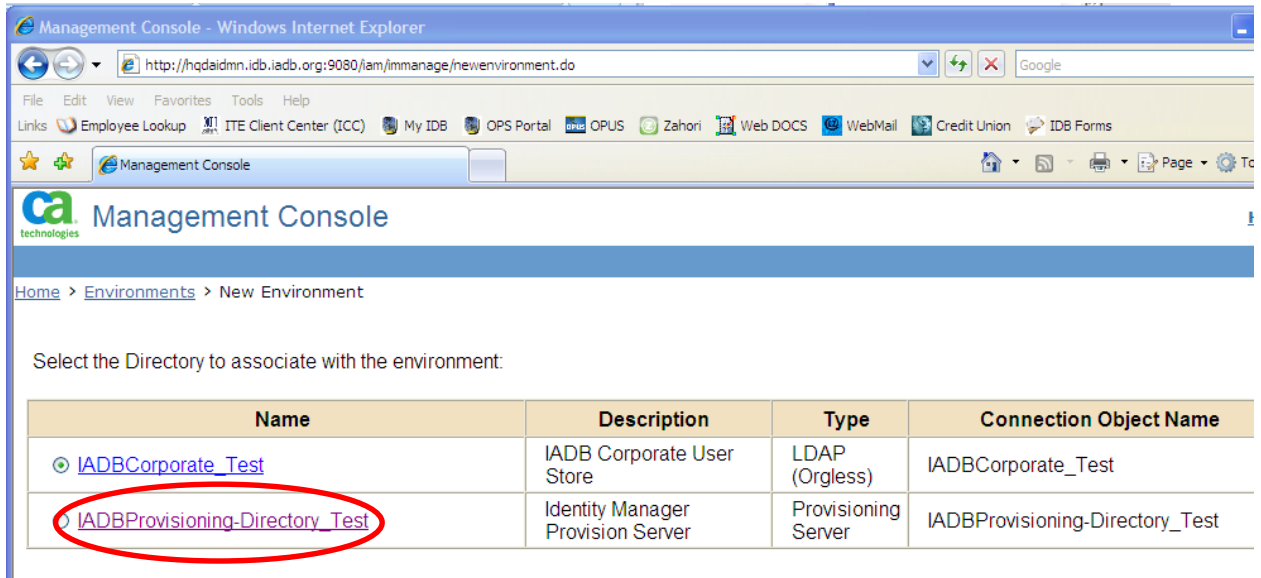 Management Console - Windows Internet Explorer
http://hqdaidmn.idb.iadb.org:9080/iam/immanage/newenvironment.do
Google
File Edit View Favorites Tools Help
Links Employee Lookup ITE Client Center (ICC) My IDB OPS Portal OPUS OPUS Zahori Web DOCS WebMail Credit Union IDB Forms
Management Console
Page
ca technologies
Management Console
Home > Environments > New Environment
Select the Directory to associate with the environment:
Name Description Type Connection Object Name
IADBCorporate_Test IADB Corporate User Store LDAP (Orgless) IADBCorporate_Test
IADBProvisioning-Directory_Test Identity Manager Provision Server Provisioning Server IADBProvisioning-Directory_Test